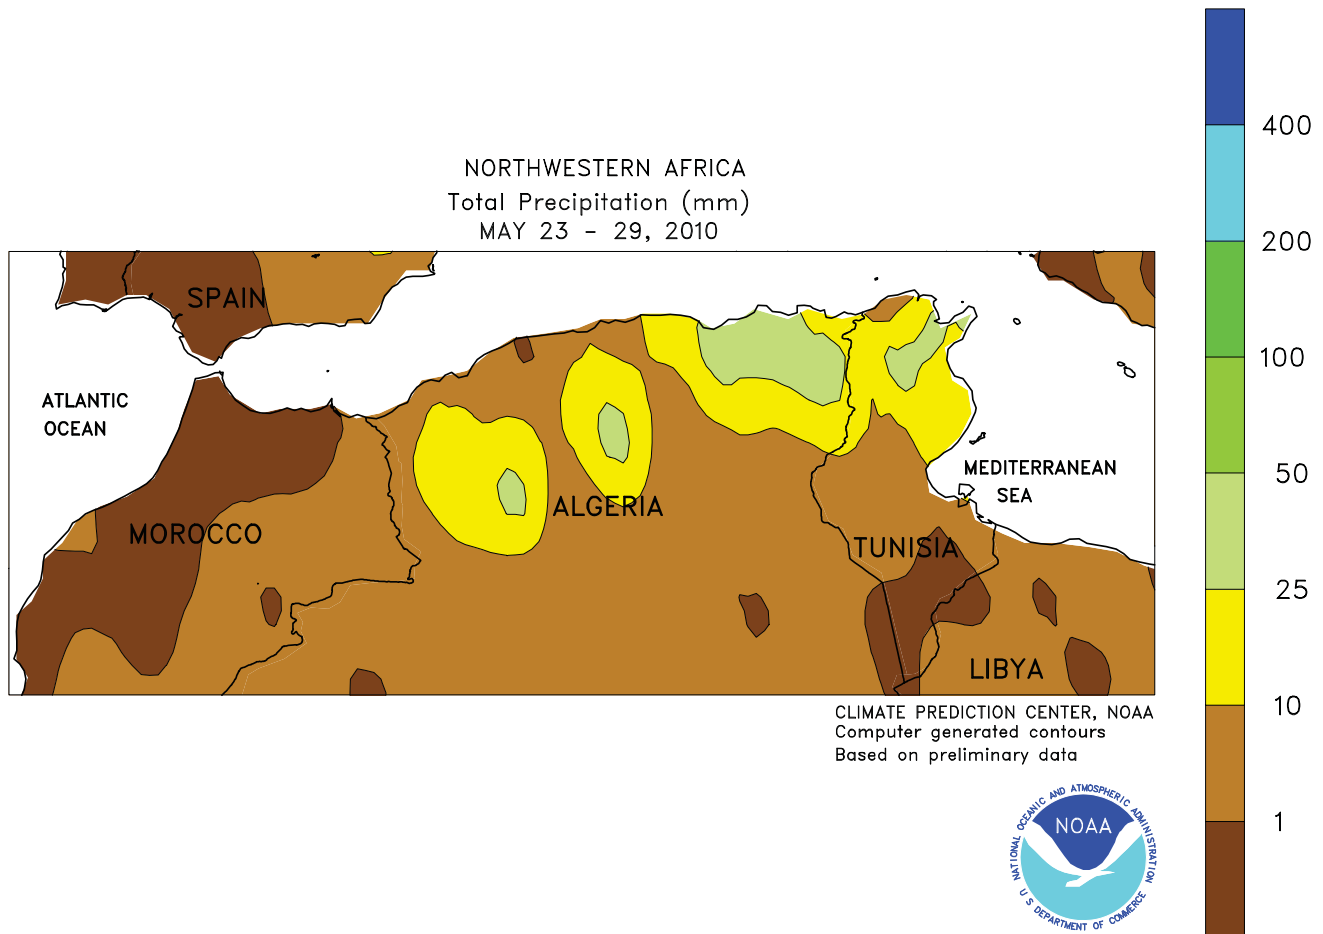 NORTHWESTERN AFRICA
Total Precipitation (mm)
MAY 23 - 29, 2010
SPAIN
ATLANTIC
OCEAN
MOROCCO
ALGERIA
TUNISIA
LIBYA
MEDITERRANEAN
SEA
400
200
100
50
25
10
1
CLIMATE PREDICTION CENTER, NOAA
Computer generated contours
Based on preliminary data
NATIONAL OCEANIC AND ATMOSPHERIC ADMINISTRATION
NOAA
U S DEPARTMENT OF COMMERCE